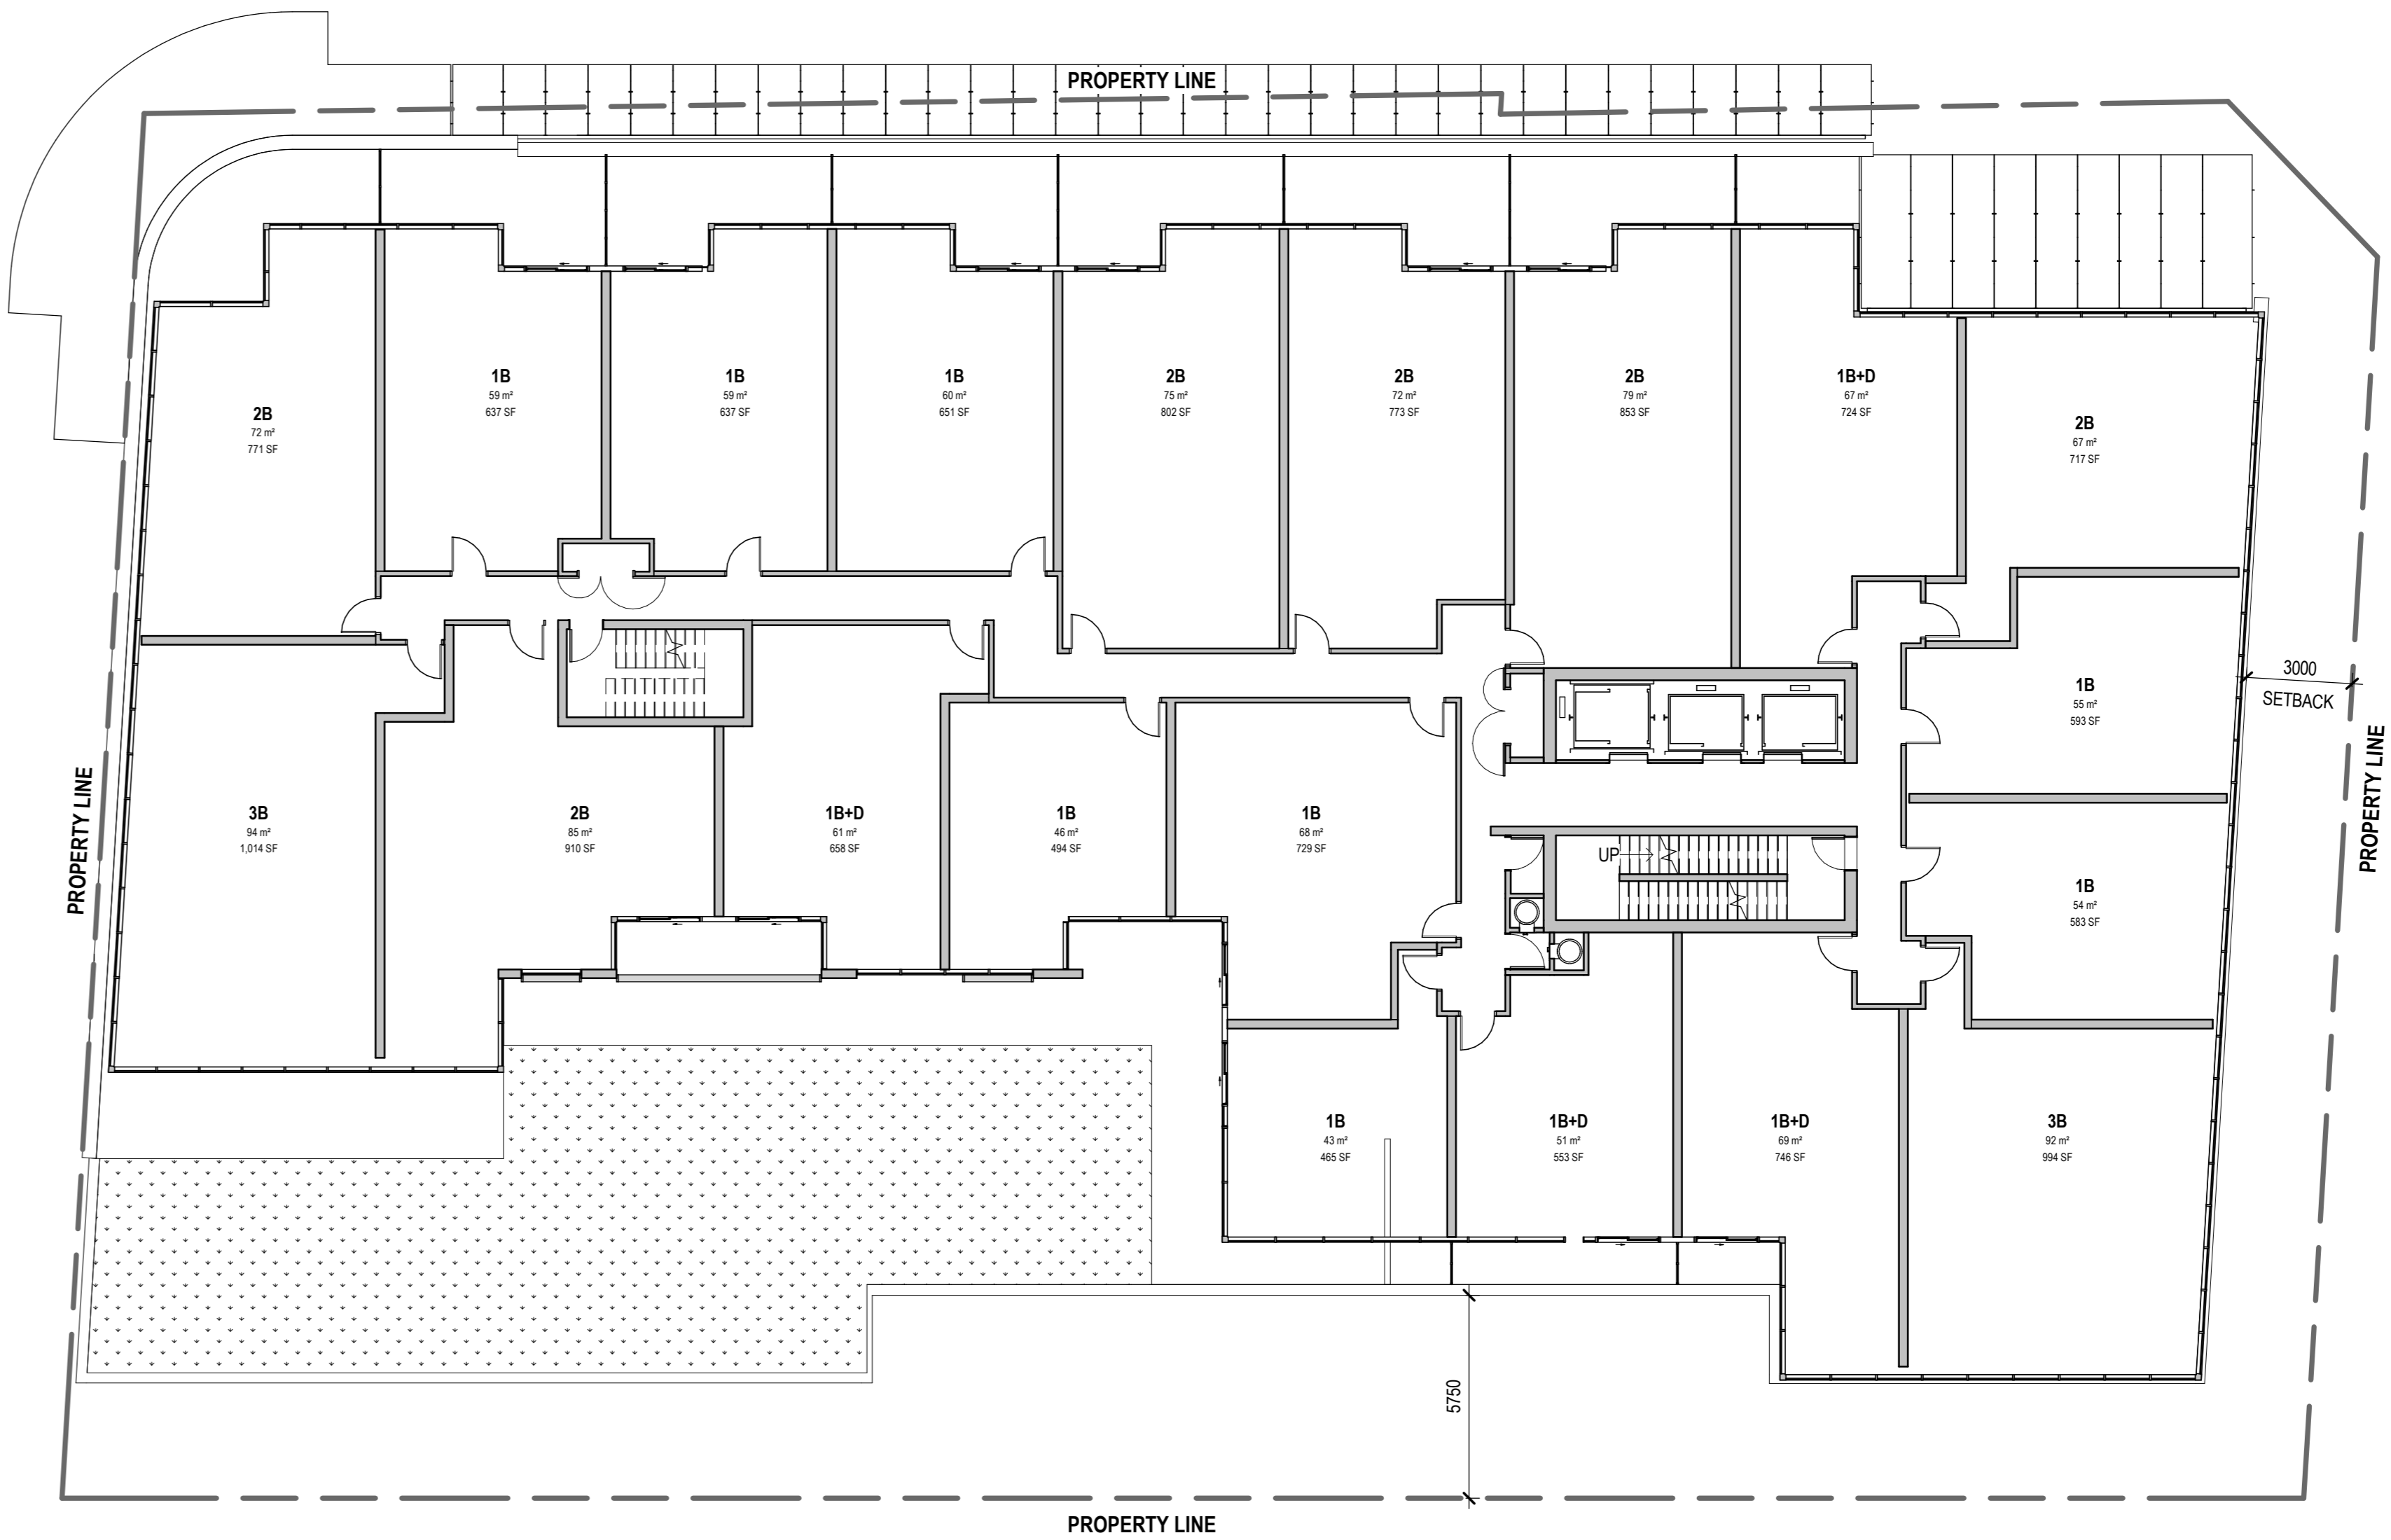 PROPERTY LINE
2B
72 m²
771 SF
1B
59 m²
637 SF
1B
59 m²
637 SF
1B
60 m²
651 SF
2B
75 m²
802 SF
2B
72 m²
773 SF
2B
79 m²
853 SF
1B+D
67 m²
724 SF
2B
67 m²
717 SF
1B
55 m²
593 SF
3000
SETBACK
PROPERTY LINE
PROPERTY LINE
3B
94 m²
1,014 SF
2B
85 m²
910 SF
1B+D
61 m²
658 SF
1B
46 m²
494 SF
1B
68 m²
729 SF
UP
1B
54 m²
583 SF
1B
43 m²
465 SF
1B+D
51 m²
553 SF
1B+D
69 m²
746 SF
3B
92 m²
994 SF
5750
PROPERTY LINE